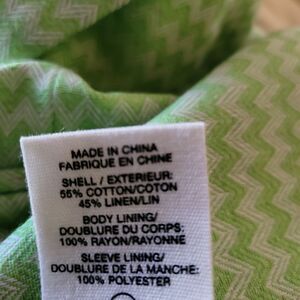 MADE IN CHINA
FABRIQUE EN CHINE
SHELL / EXTERIEUR:
55% COTTON/COTON
45% LINEN/LIN
BODY LINING/
DOUBLURE DU CORPS:
100% RAYON/RAYONNE
SLEEVE LINING/
DOUBLURE DE LA MANCHE:
100% POLYESTER